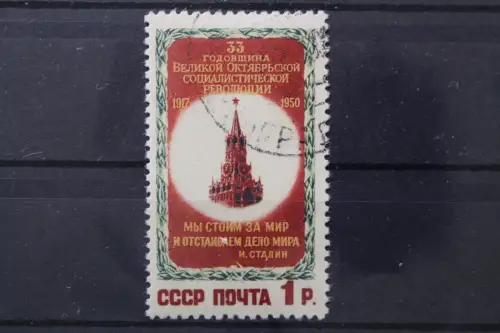 33
ГОДОВЩИНА
ВЕЛИКОЙ ОКТЯБРЬСКОЙ
СОЦИАЛИСТИЧЕСКОЙ
РЕВОЛЮЦИИ
1917 1950
МЫ СТОИМ ЗА МИР
И ОТСТАИВАЕМ ДЕЛО МИРА
И. СТАЛИН
СССР ПОЧТА 1 Р.